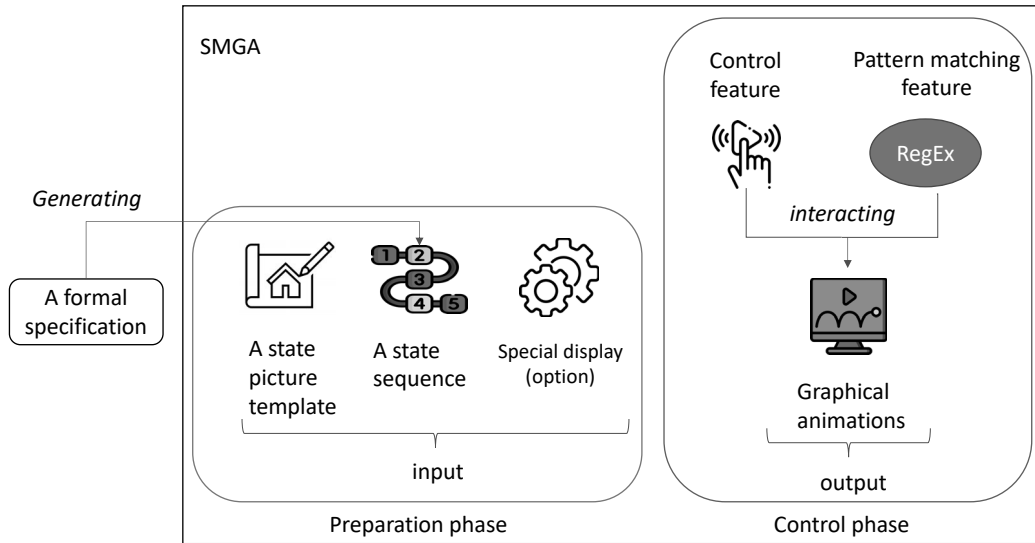 SMGA
Control
feature
Pattern matching
feature
RegEx
Generating
interacting
A formal
specification
1 2
3
4 5
A state
picture
template
A state
sequence
Special display
(option)
Graphical
animations
input
output
Preparation phase
Control phase